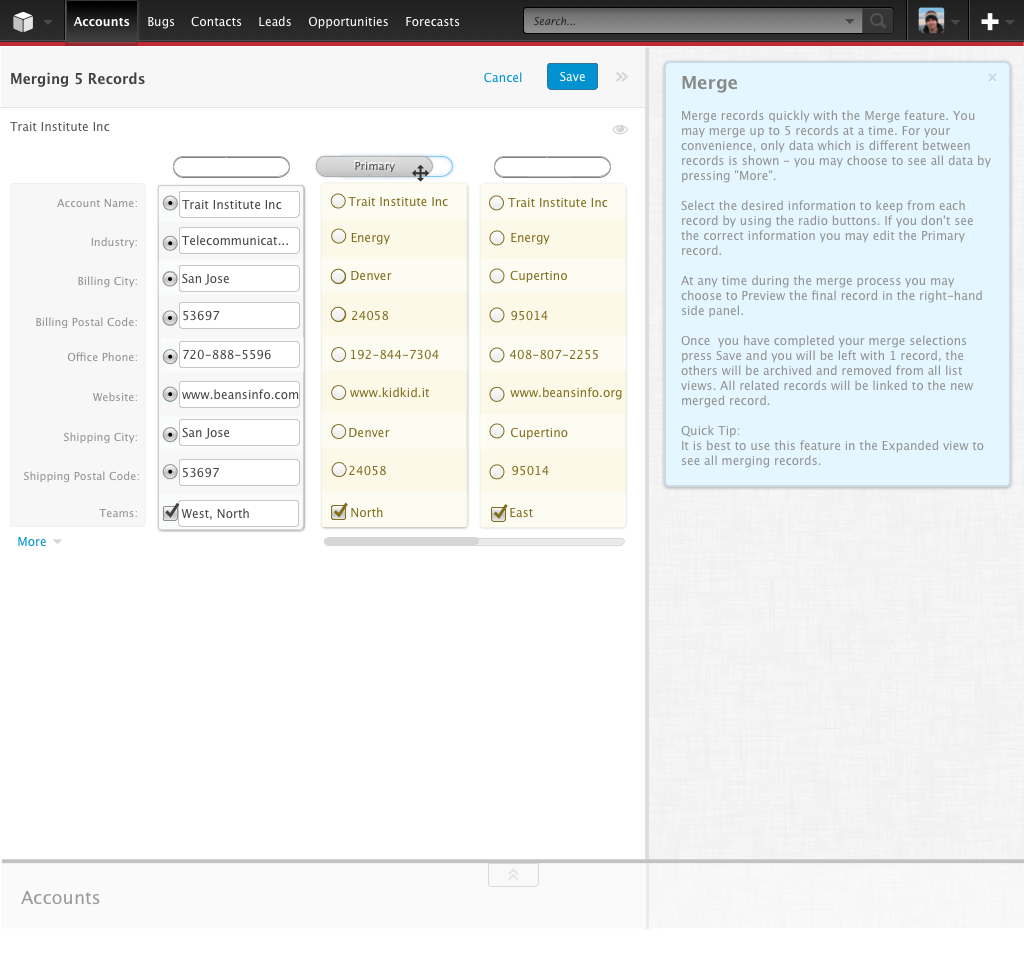 Accounts Bugs Contacts Leads Opportunities Forecasts Search...
Merging 5 Records Cancel Save
Trait Institute Inc
Primary
Account Name: Trait Institute Inc Trait Institute Inc Trait Institute Inc
Industry: Telecommunicat... Energy Energy
Billing City: San Jose Denver Cupertino
Billing Postal Code: 53697 24058 95014
Office Phone: 720-888-5596 192-844-7304 408-807-2255
Website: www.beansinfo.com www.kidkid.it www.beansinfo.org
Shipping City: San Jose Denver Cupertino
Shipping Postal Code: 53697 24058 95014
Teams: West, North North East
More
Merge
Merge records quickly with the Merge feature. You
may merge up to 5 records at a time. For your
convenience, only data which is different between
records is shown - you may choose to see all data by
pressing "More".
Select the desired information to keep from each
record by using the radio buttons. If you don't see
the correct information you may edit the Primary
record.
At any time during the merge process you may
choose to Preview the final record in the right-hand
side panel.
Once  you have completed your merge selections
press Save and you will be left with 1 record, the
others will be archived and removed from all list
views. All related records will be linked to the new
merged record.
Quick Tip:
It is best to use this feature in the Expanded view to
see all merging records.
Accounts